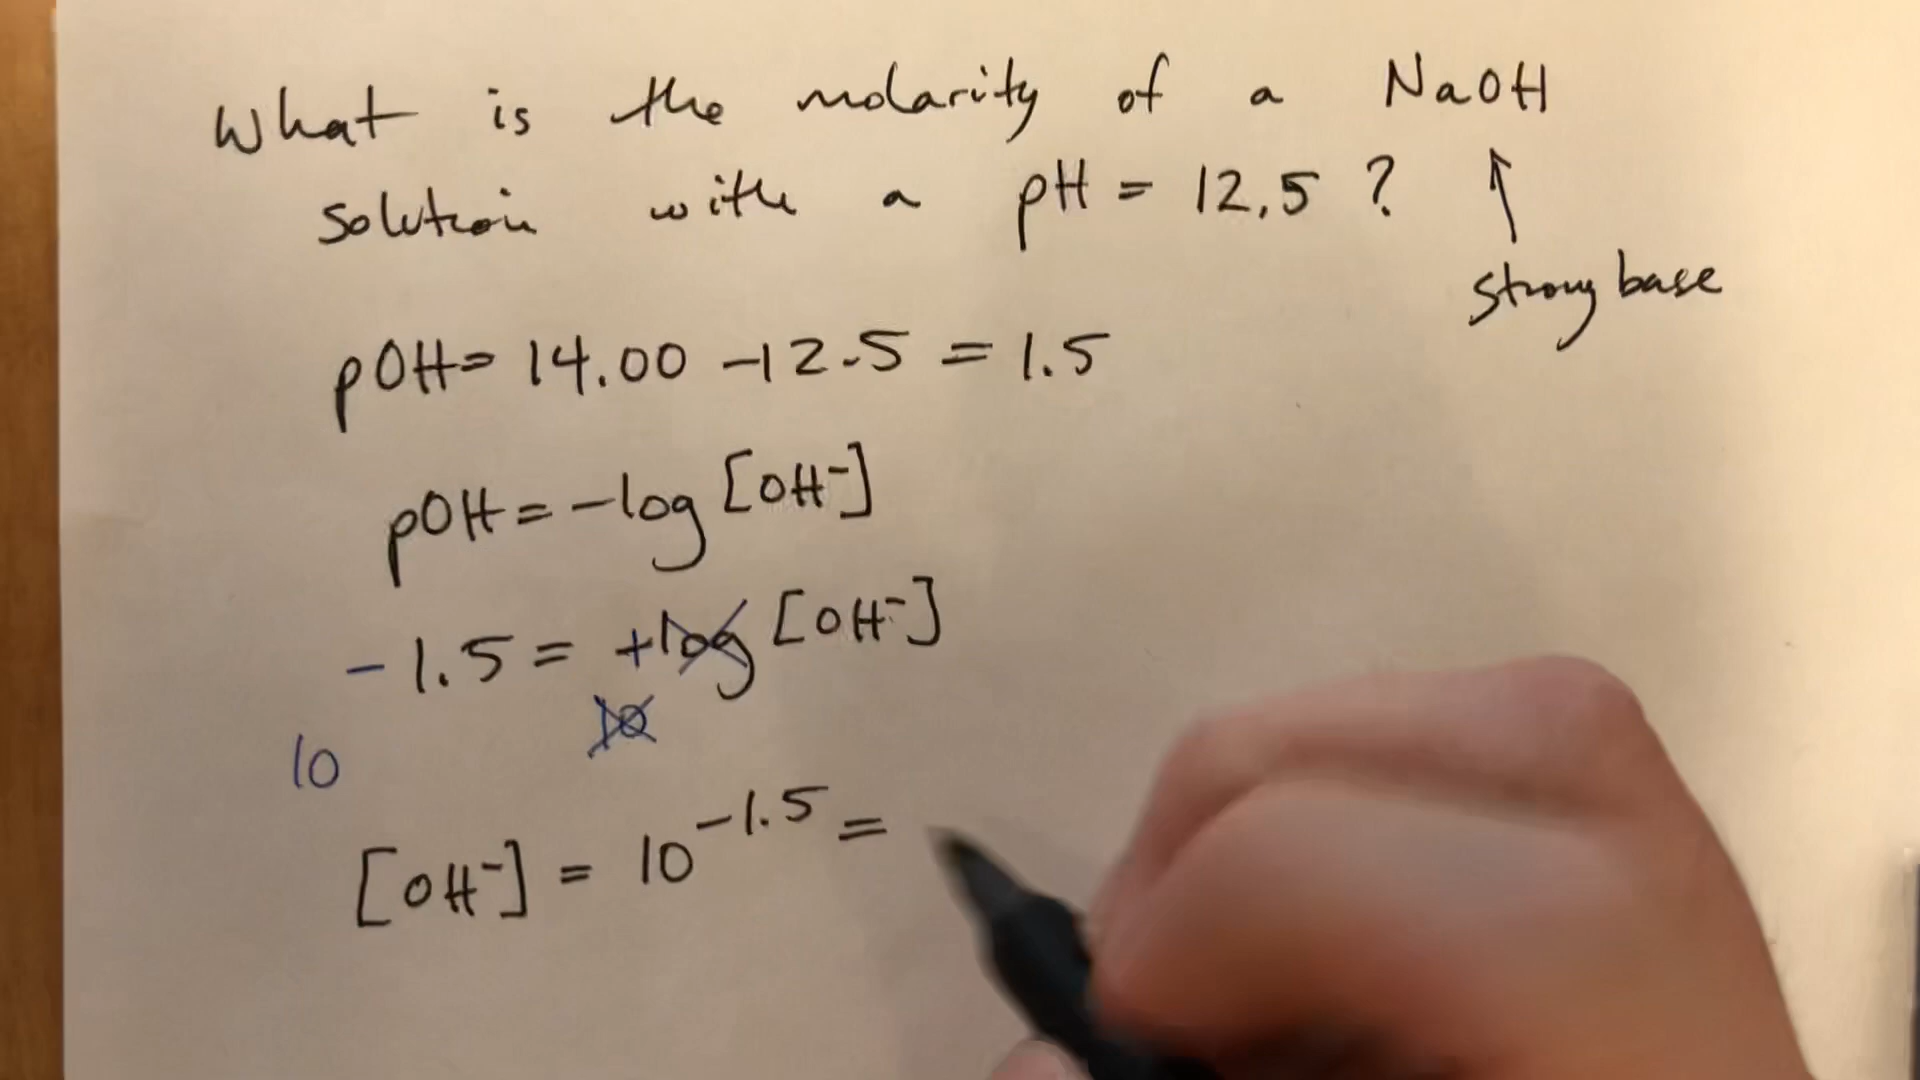 What is the molarity of a NaOH
solution with a pH = 12.5 ?
strong base
pOH = 14.00 - 12.5 = 1.5
pOH = -log [OH⁻]
- 1.5 = +log [OH⁻]
10 10
[OH⁻] = 10^-1.5 =